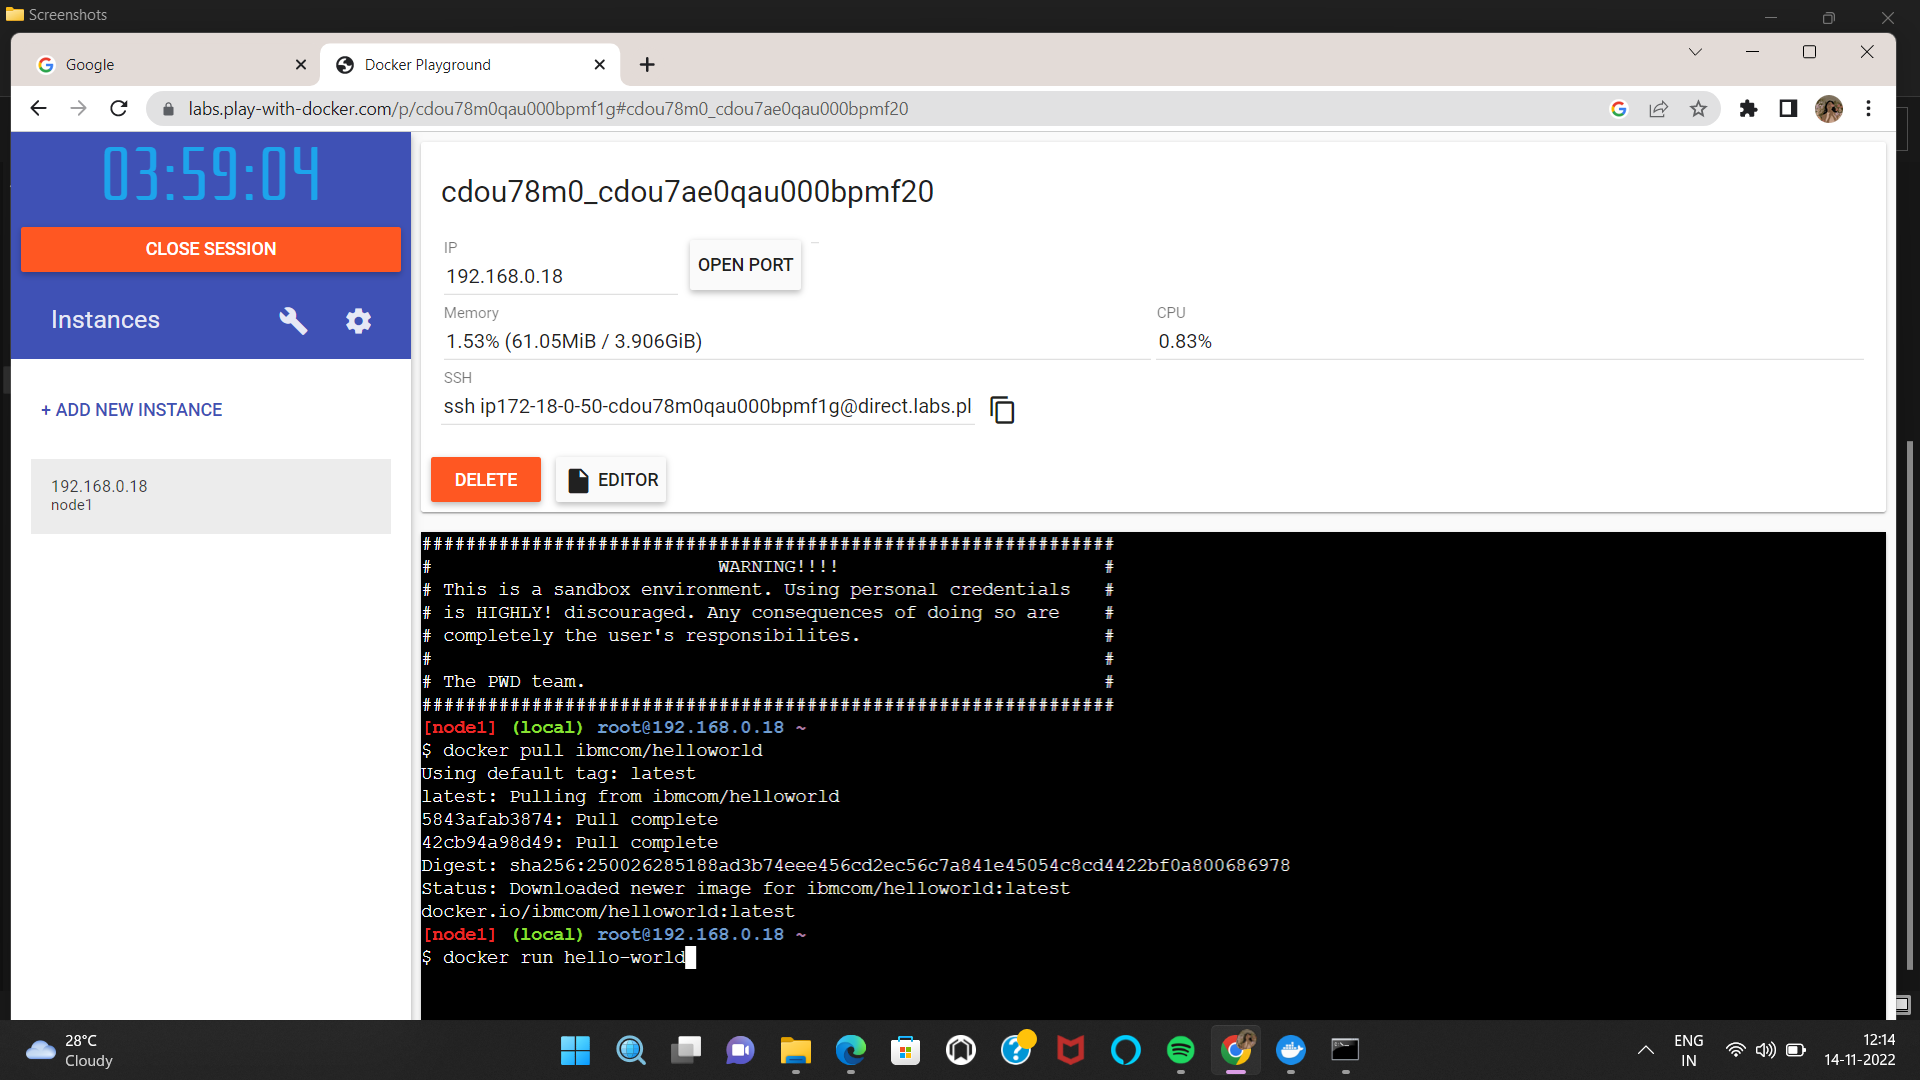 Screenshots
Google
Docker Playground
labs.play-with-docker.com/p/cdou78m0qau000bpmf1g#cdou78m0_cdou7ae0qau000bpmf20
03:59:04
CLOSE SESSION
Instances
+ ADD NEW INSTANCE
192.168.0.18
node1
cdou78m0_cdou7ae0qau000bpmf20
IP
192.168.0.18
OPEN PORT
Memory
1.53% (61.05MiB / 3.906GiB)
CPU
0.83%
SSH
ssh ip172-18-0-50-cdou78m0qau000bpmf1g@direct.labs.pl
DELETE
EDITOR
###############################################################
#                          WARNING!!!!                        #
# This is a sandbox environment. Using personal credentials   #
# is HIGHLY! discouraged. Any consequences of doing so are    #
# completely the user's responsibilites.                      #
#                                                             #
# The PWD team.                                               #
###############################################################
[node1] (local) root@192.168.0.18 ~
$ docker pull ibmcom/helloworld
Using default tag: latest
latest: Pulling from ibmcom/helloworld
5843afab3874: Pull complete
42cb94a98d49: Pull complete
Digest: sha256:250026285188ad3b74eee456cd2ec56c7a841e45054c8cd4422bf0a800686978
Status: Downloaded newer image for ibmcom/helloworld:latest
docker.io/ibmcom/helloworld:latest
[node1] (local) root@192.168.0.18 ~
$ docker run hello-world
28°C
Cloudy
ENG
IN
12:14
14-11-2022